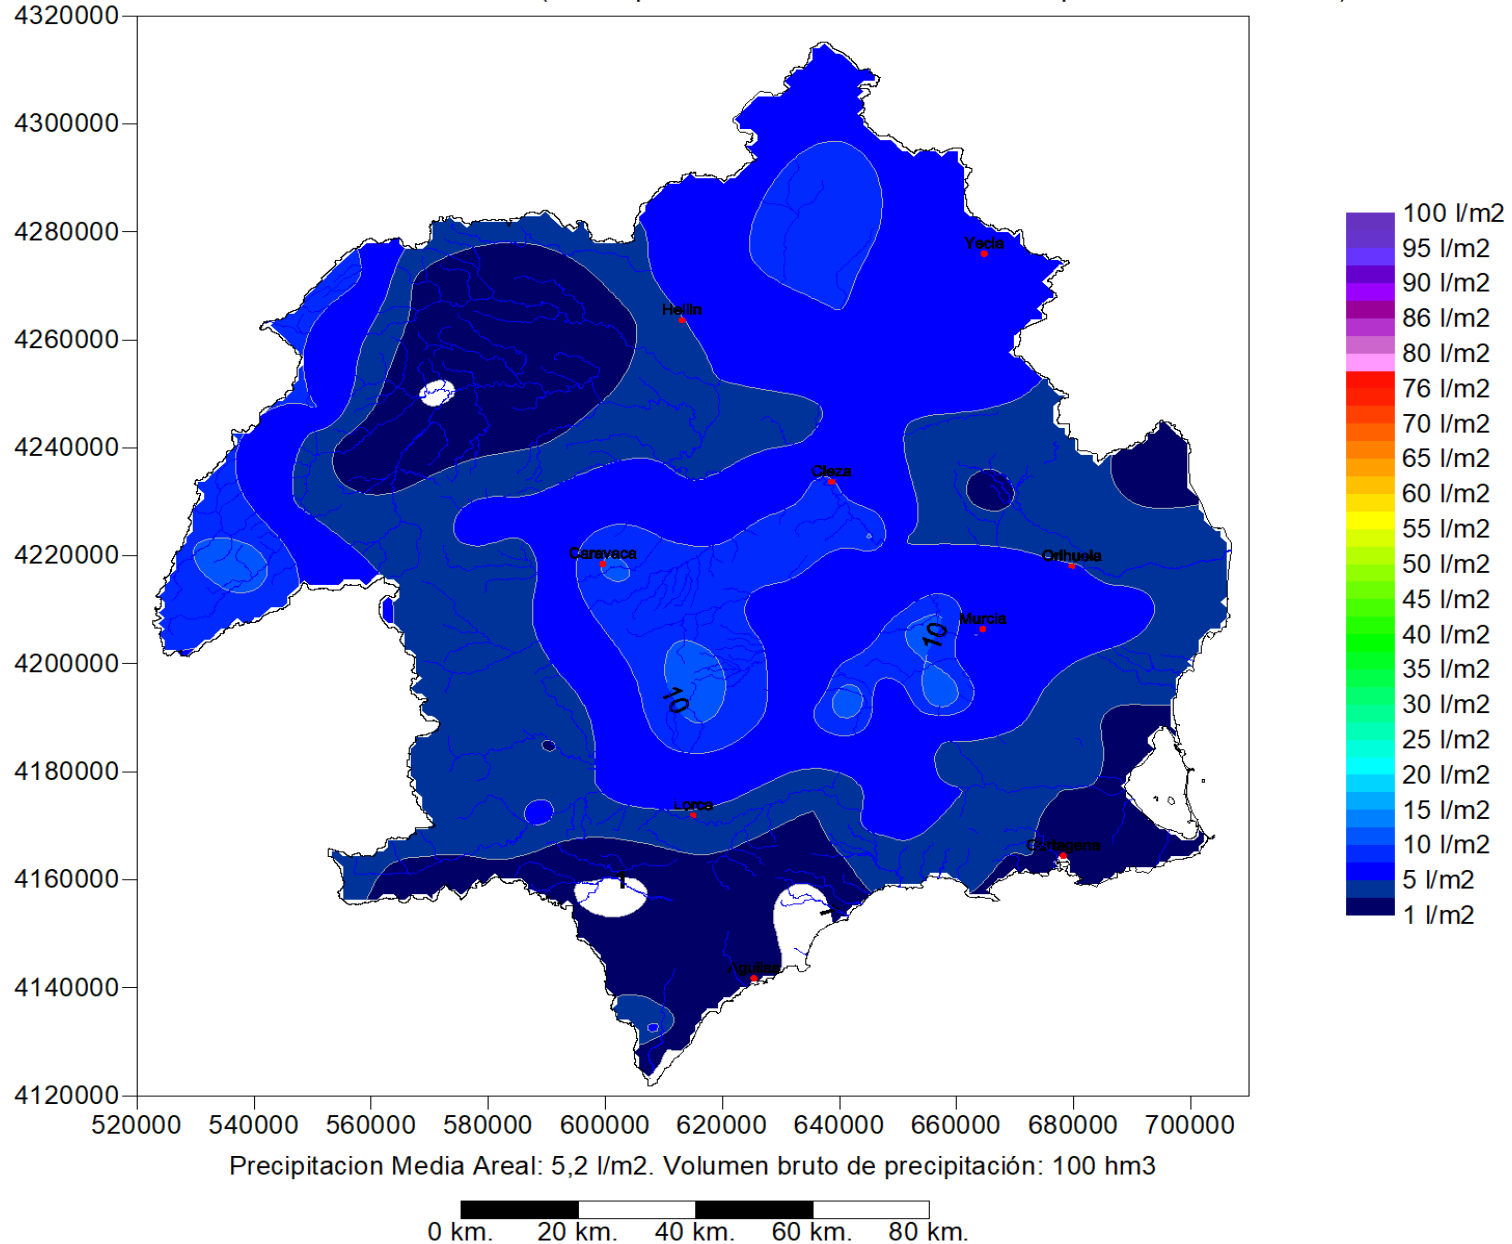 4320000
4300000
4280000
4260000
4240000
4220000
4200000
4180000
4160000
4140000
4120000
520000 540000 560000 580000 600000 620000 640000 660000 680000 700000
Yecla
Hellin
Cieza
Caravaca
Orihuela
Murcia
10
10
Lorca
Cartagena
1
1
Aguilas
100 l/m2
95 l/m2
90 l/m2
86 l/m2
80 l/m2
76 l/m2
70 l/m2
65 l/m2
60 l/m2
55 l/m2
50 l/m2
45 l/m2
40 l/m2
35 l/m2
30 l/m2
25 l/m2
20 l/m2
15 l/m2
10 l/m2
5 l/m2
1 l/m2
Precipitacion Media Areal: 5,2 l/m2. Volumen bruto de precipitación: 100 hm3
0 km. 20 km. 40 km. 60 km. 80 km.